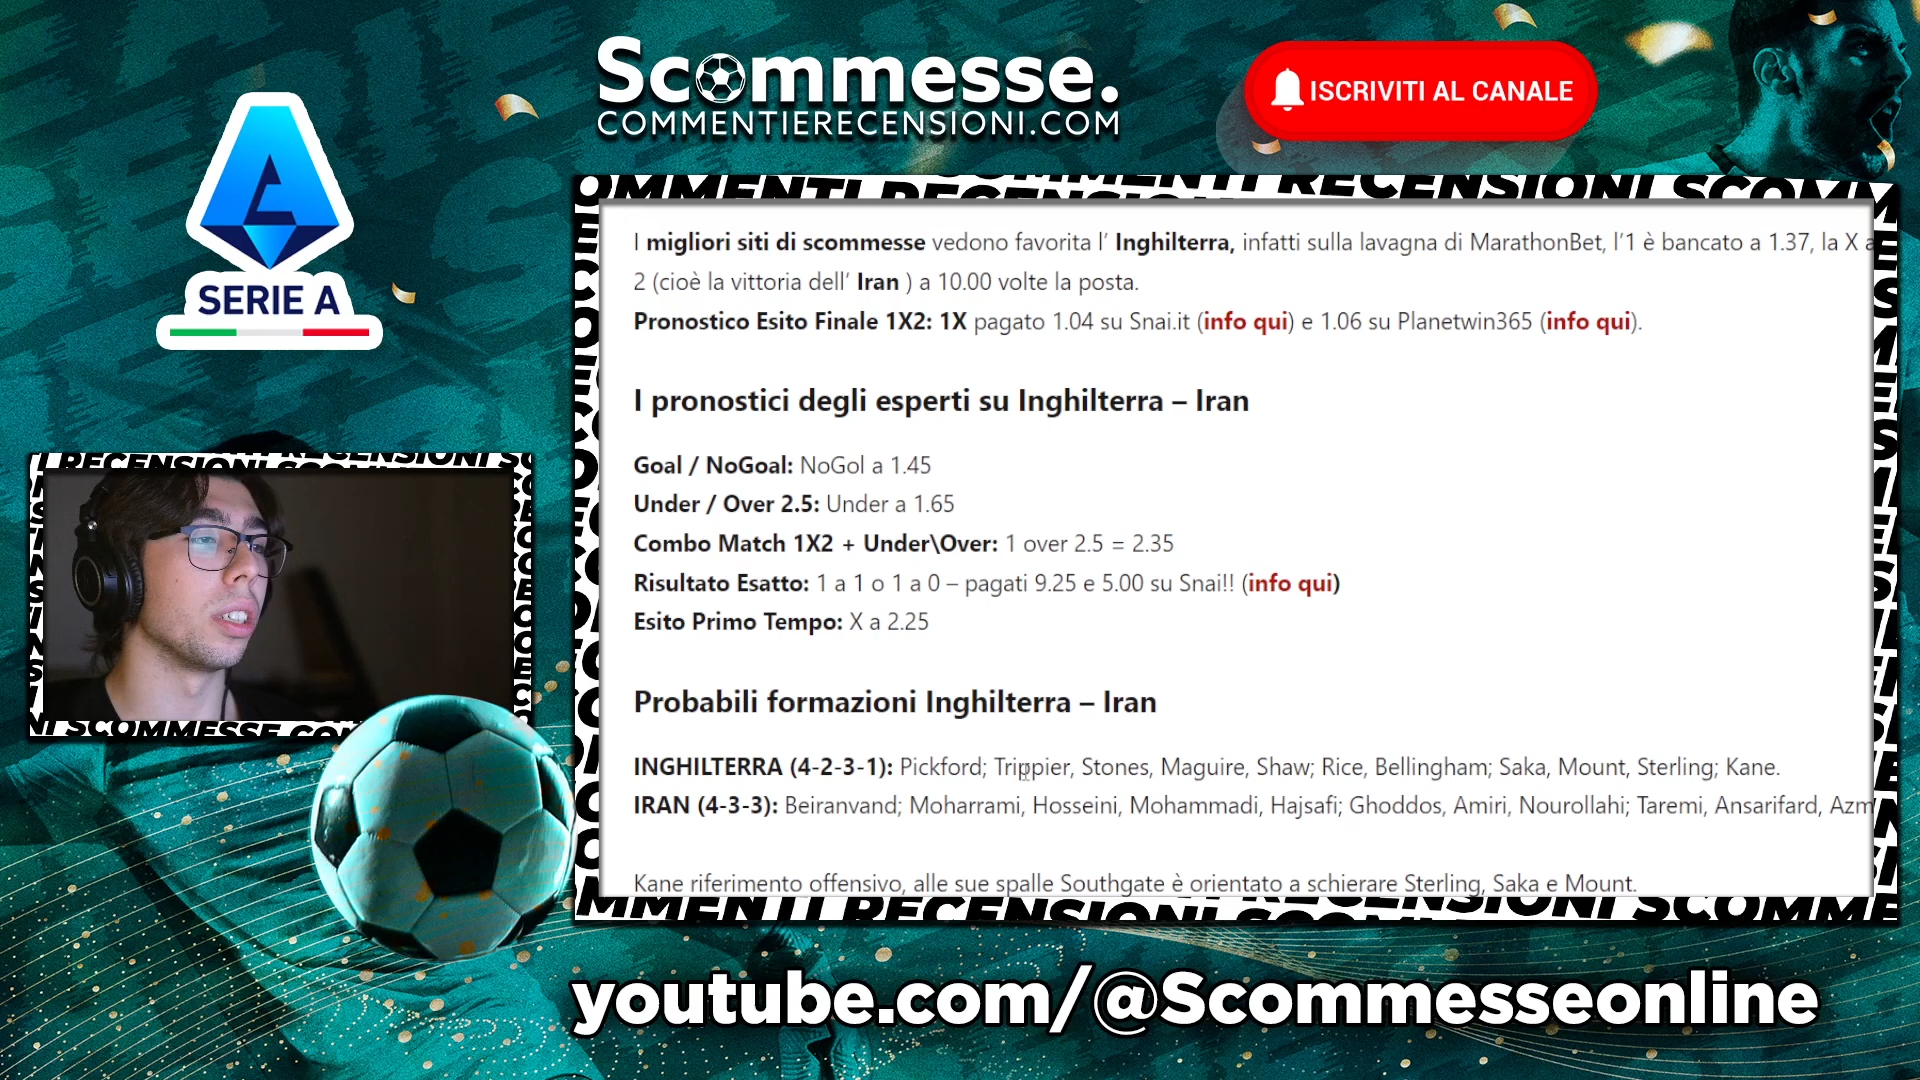 Scommesse.
COMMENTIERECENSIONI.COM
ISCRIVITI AL CANALE
SERIE A
I migliori siti di scommesse vedono favorita l’ Inghilterra, infatti sulla lavagna di MarathonBet, l’1 è bancato a 1.37, la X a
2 (cioè la vittoria dell’ Iran ) a 10.00 volte la posta.
Pronostico Esito Finale 1X2: 1X pagato 1.04 su Snai.it (info qui) e 1.06 su Planetwin365 (info qui).
I pronostici degli esperti su Inghilterra – Iran
Goal / NoGoal: NoGol a 1.45
Under / Over 2.5: Under a 1.65
Combo Match 1X2 + Under\Over: 1 over 2.5 = 2.35
Risultato Esatto: 1 a 1 o 1 a 0 – pagati 9.25 e 5.00 su Snai!! (info qui)
Esito Primo Tempo: X a 2.25
Probabili formazioni Inghilterra – Iran
INGHILTERRA (4-2-3-1): Pickford; Trippier, Stones, Maguire, Shaw; Rice, Bellingham; Saka, Mount, Sterling; Kane.
IRAN (4-3-3): Beiranvand; Moharrami, Hosseini, Mohammadi, Hajsafi; Ghoddos, Amiri, Nourollahi; Taremi, Ansarifard, Azm
Kane riferimento offensivo, alle sue spalle Southgate è orientato a schierare Sterling, Saka e Mount.
youtube.com/@Scommesseonline